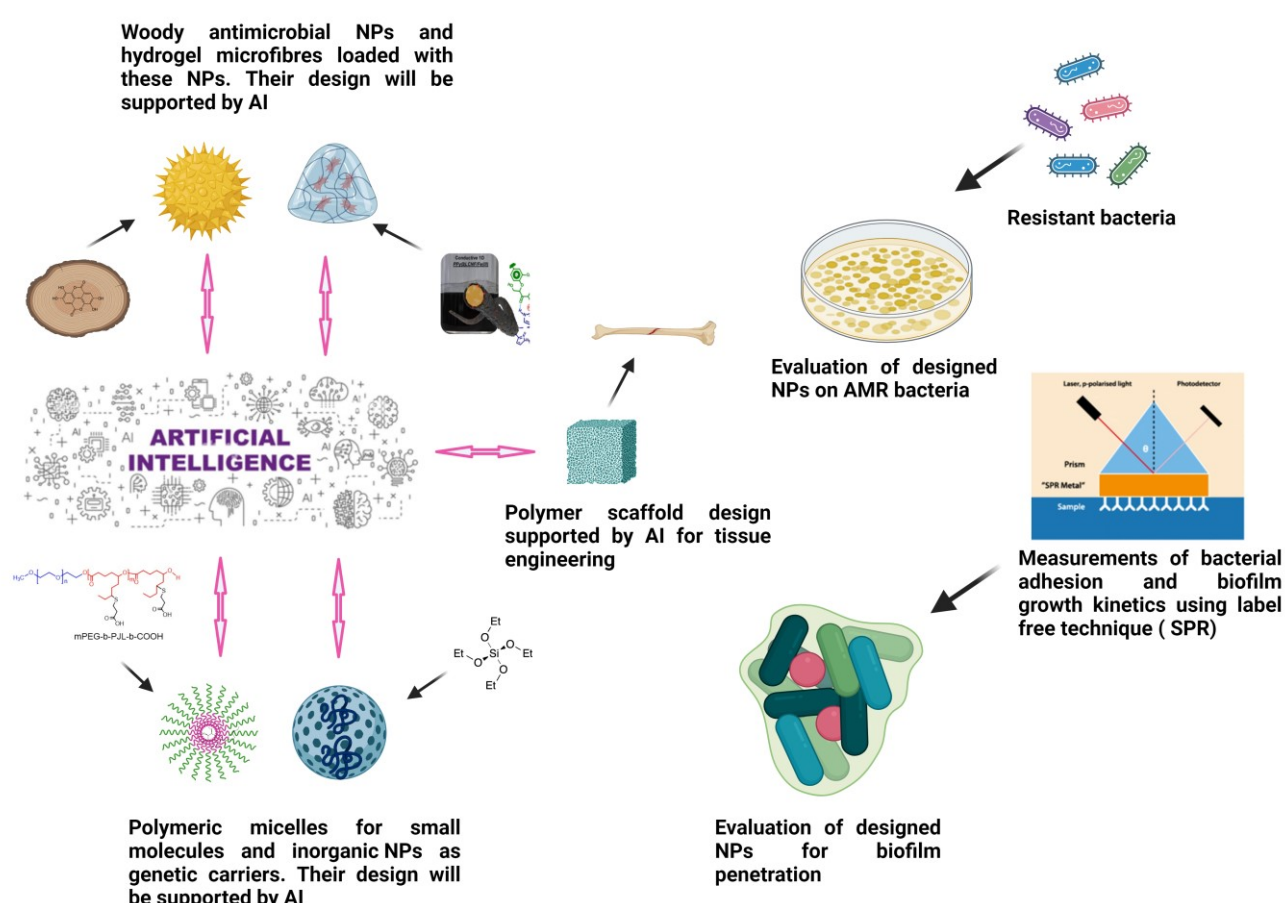 Woody antimicrobial NPs and
hydrogel microfibres loaded with
these NPs. Their design will be
supported by AI
Resistant bacteria
Evaluation of designed
NPs on AMR bacteria
AI
AI
AI
AI
ARTIFICIAL
INTELLIGENCE
Polymer scaffold design
supported by AI for tissue
engineering
Laser, p-polarised light
Photodetector
θ
Prism
"SPR Metal"
Sample
Measurements of bacterial
adhesion and biofilm
growth kinetics using label
free technique ( SPR)
mPEG-b-PJL-b-COOH
Et
Et
Si
Et
Et
Polymeric micelles for small
molecules and inorganic NPs as
genetic carriers. Their design will
be supported by AI
Evaluation of designed
NPs for biofilm
penetration